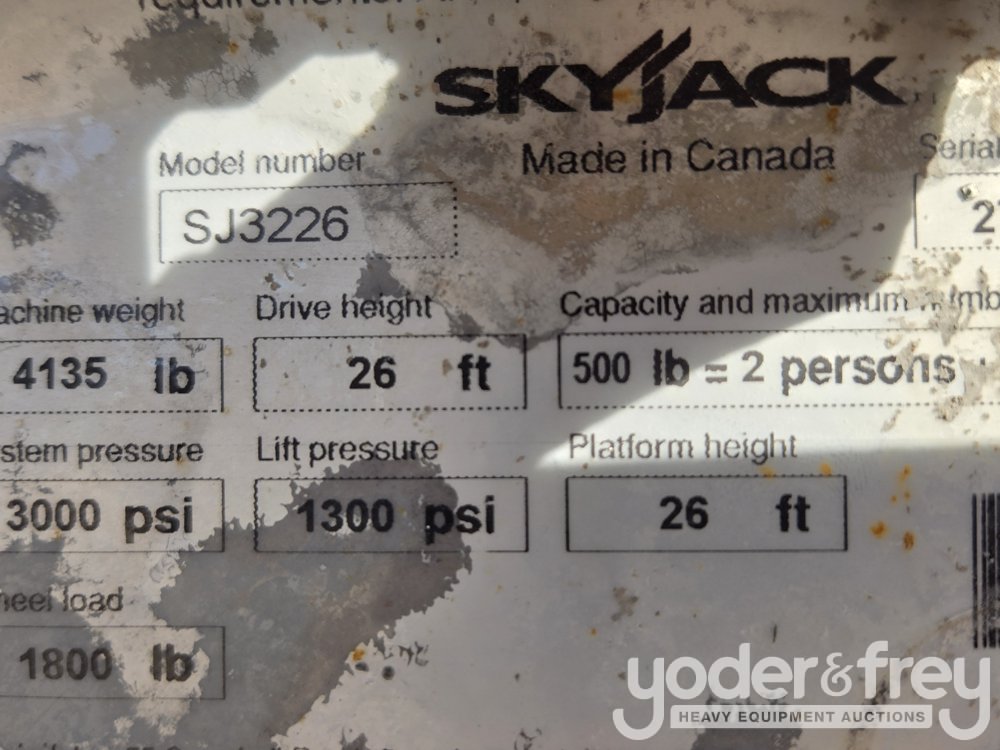 SKYJACK
Model number
Made in Canada
Serial
SJ3226
2
achine weight
Drive height
Capacity and maximum
4135 lb
26 ft
500 lb = 2 persons
stem pressure
Lift pressure
Platform height
3000 psi
1300 psi
26 ft
heel load
1800 lb
yoder&frey
HEAVY EQUIPMENT AUCTIONS